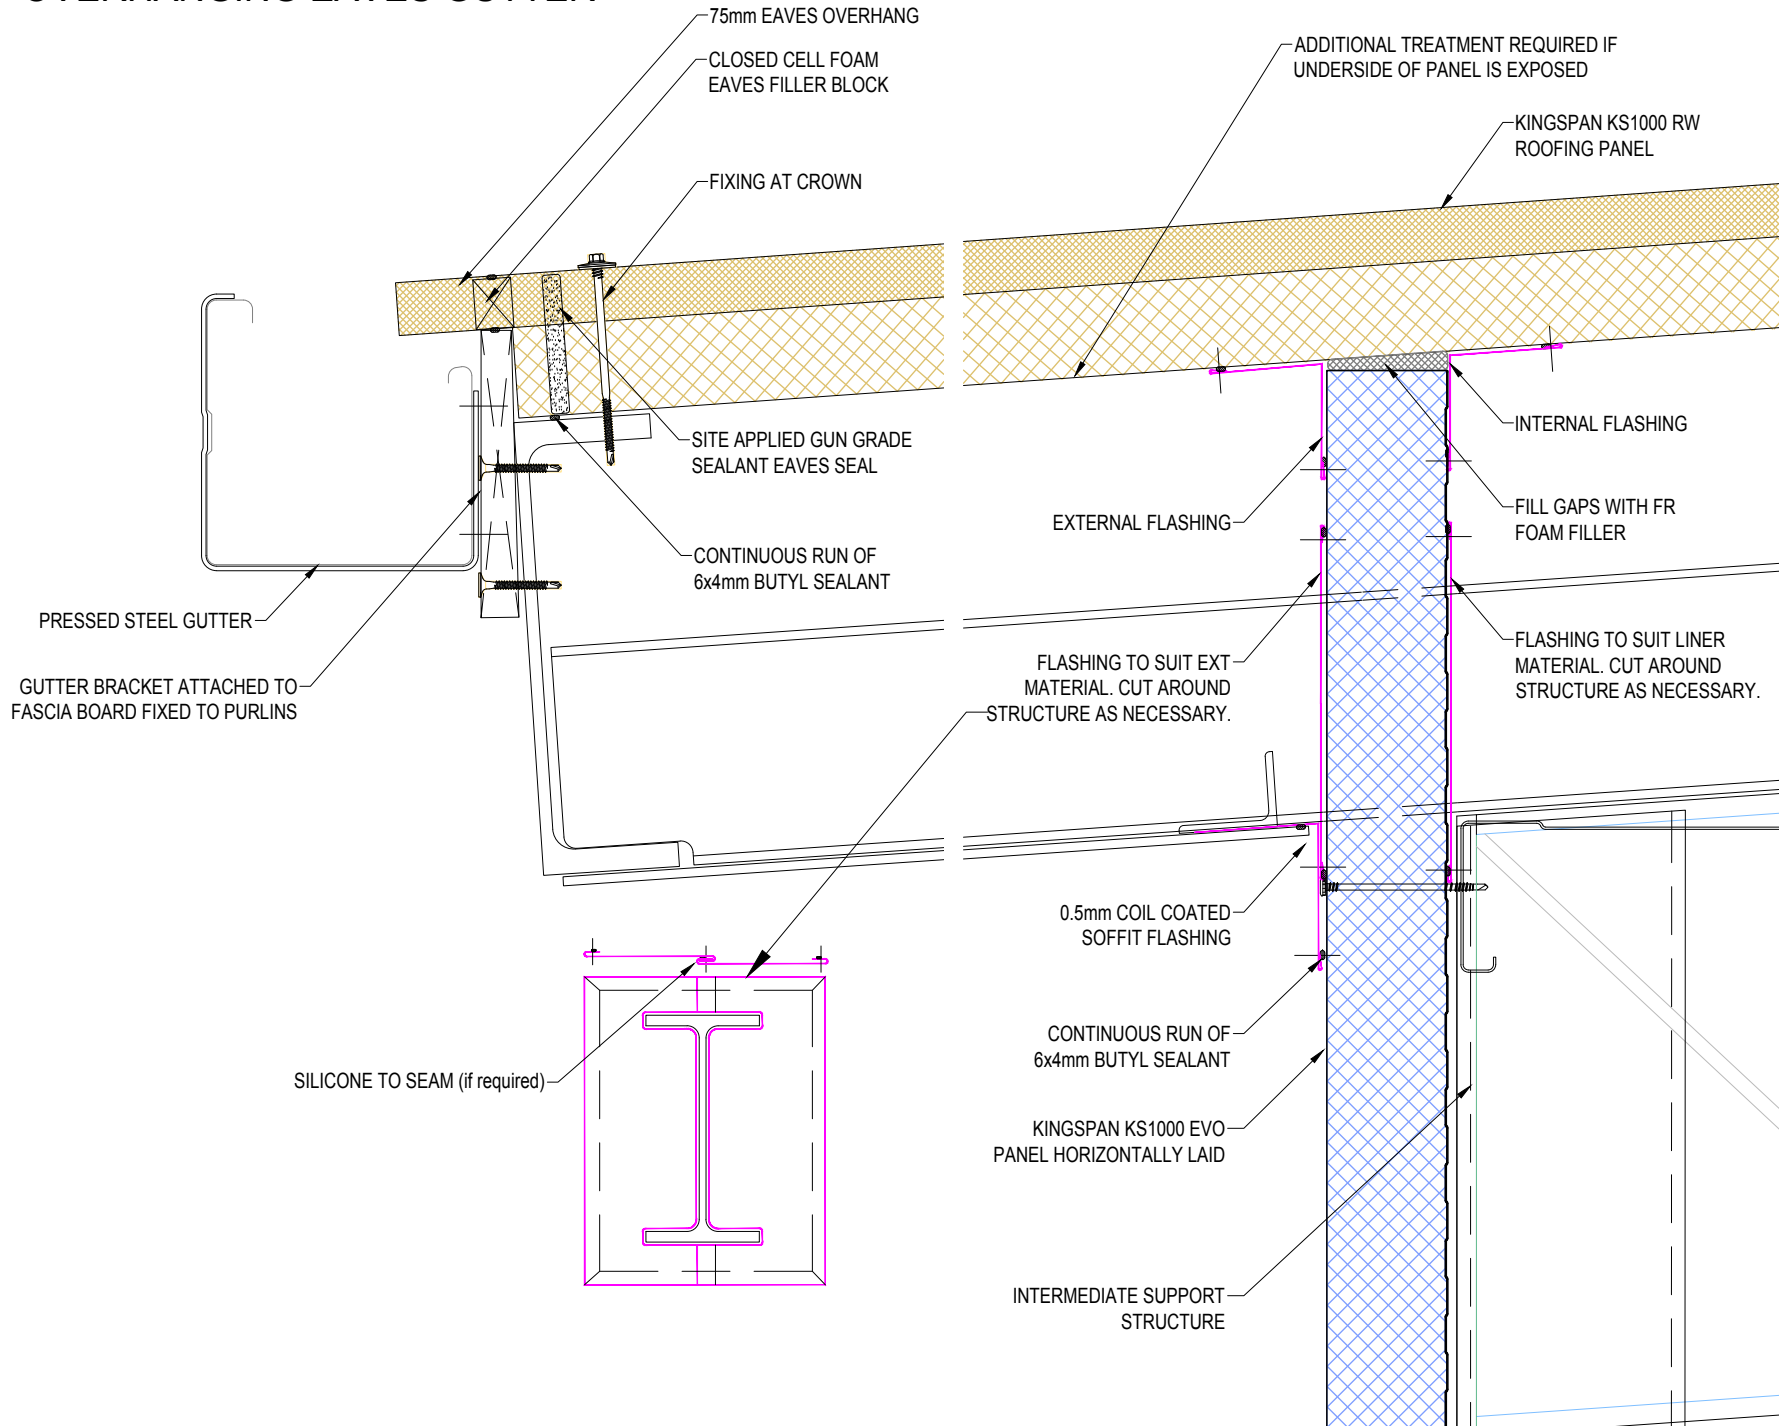 OVERHANGING EAVES GUTTER
75mm EAVES OVERHANG
CLOSED CELL FOAM
EAVES FILLER BLOCK
FIXING AT CROWN
ADDITIONAL TREATMENT REQUIRED IF
UNDERSIDE OF PANEL IS EXPOSED
KINGSPAN KS1000 RW
ROOFING PANEL
SITE APPLIED GUN GRADE
SEALANT EAVES SEAL
CONTINUOUS RUN OF
6x4mm BUTYL SEALANT
PRESSED STEEL GUTTER
GUTTER BRACKET ATTACHED TO
FASCIA BOARD FIXED TO PURLINS
INTERNAL FLASHING
EXTERNAL FLASHING
FILL GAPS WITH FR
FOAM FILLER
FLASHING TO SUIT EXT
MATERIAL. CUT AROUND
STRUCTURE AS NECESSARY.
FLASHING TO SUIT LINER
MATERIAL. CUT AROUND
STRUCTURE AS NECESSARY.
0.5mm COIL COATED
SOFFIT FLASHING
CONTINUOUS RUN OF
6x4mm BUTYL SEALANT
SILICONE TO SEAM (if required)
KINGSPAN KS1000 EVO
PANEL HORIZONTALLY LAID
INTERMEDIATE SUPPORT
STRUCTURE